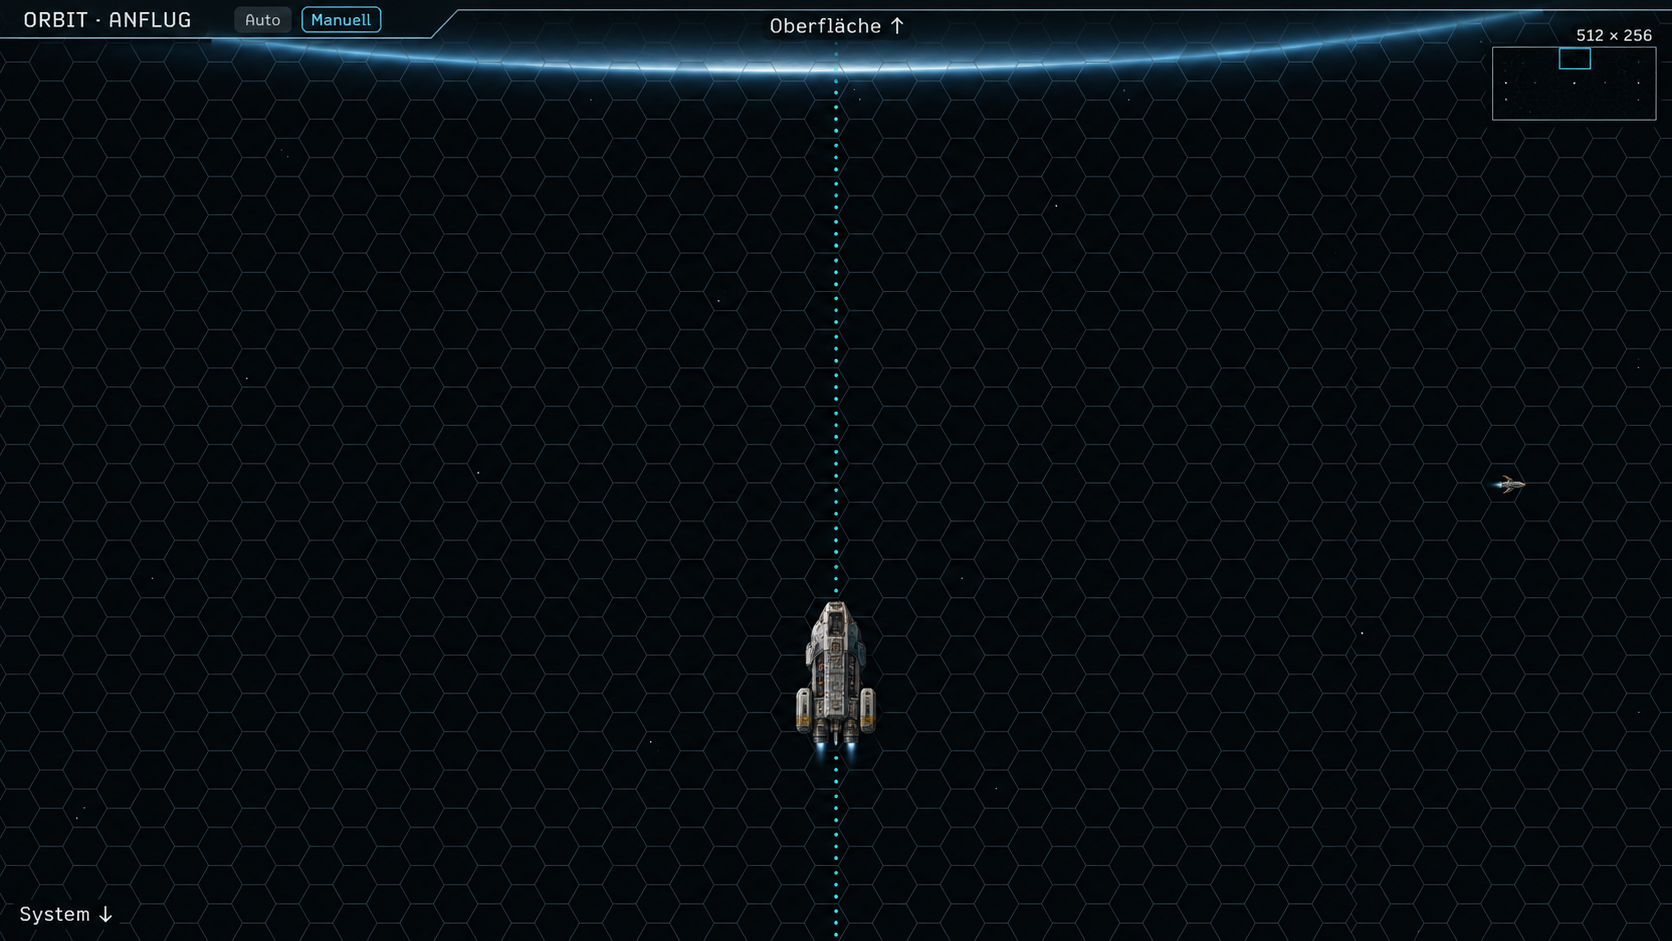 ORBIT · ANFLUG
Auto
Manuell
Oberfläche ↑
512 × 256
System ↓